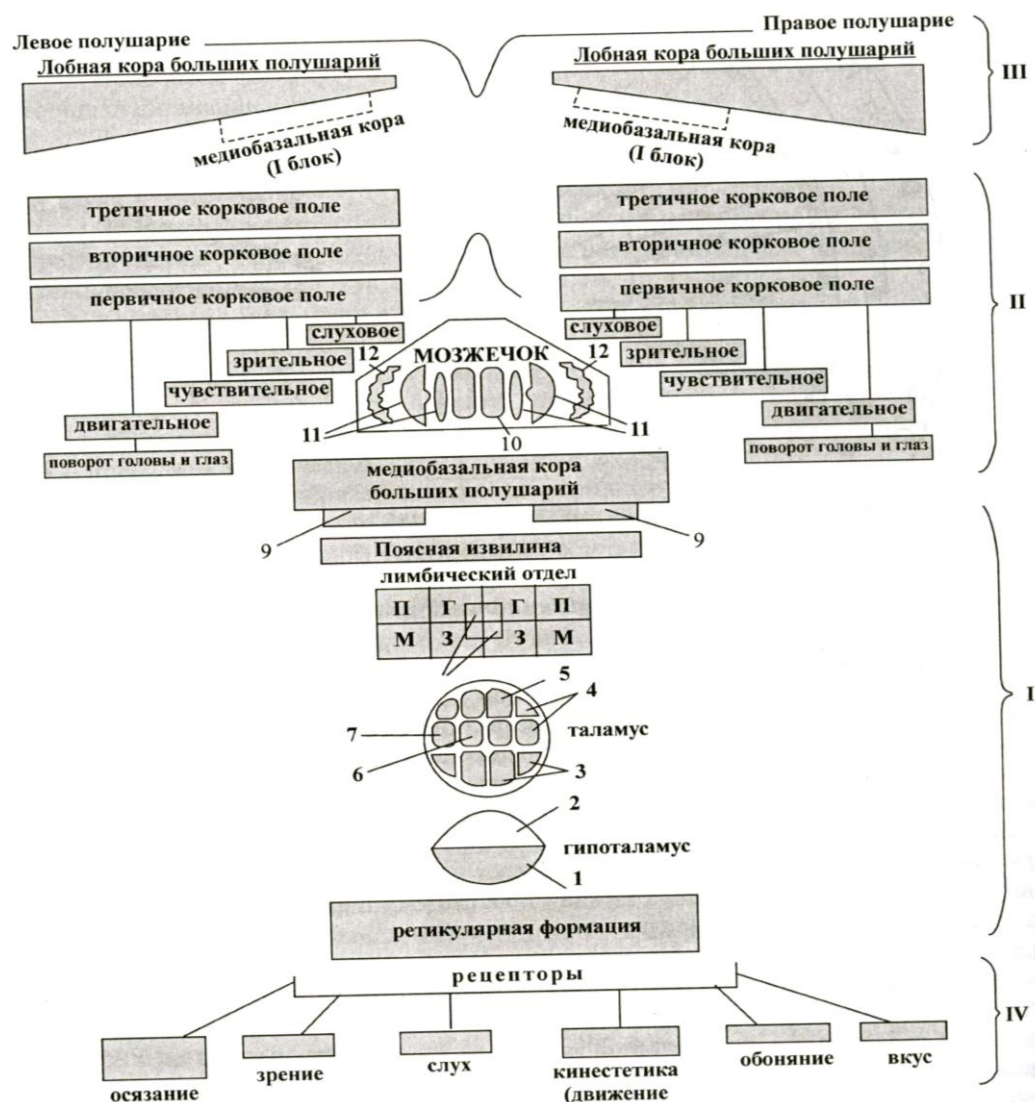 Левое полушарие
Правое полушарие
Лобная кора больших полушарий
Лобная кора больших полушарий
III
медиобазальная кора
(I блок)
медиобазальная кора
(I блок)
третичное корковое поле
третичное корковое поле
вторичное корковое поле
вторичное корковое поле
первичное корковое поле
первичное корковое поле
II
слуховое
слуховое
зрительное
12
МОЗЖЕЧОК
12
зрительное
чувствительное
чувствительное
двигательное
11
10
11
двигательное
поворот головы и глаз
поворот головы и глаз
медиобазальная кора
больших полушарий
9
9
Поясная извилина
лимбический отдел
П Г Г П
М З З М
I
5
4
7
таламус
6
3
2
гипоталамус
1
ретикулярная формация
рецепторы
IV
осязание
зрение
слух
кинестетика
(движение
обоняние
вкус